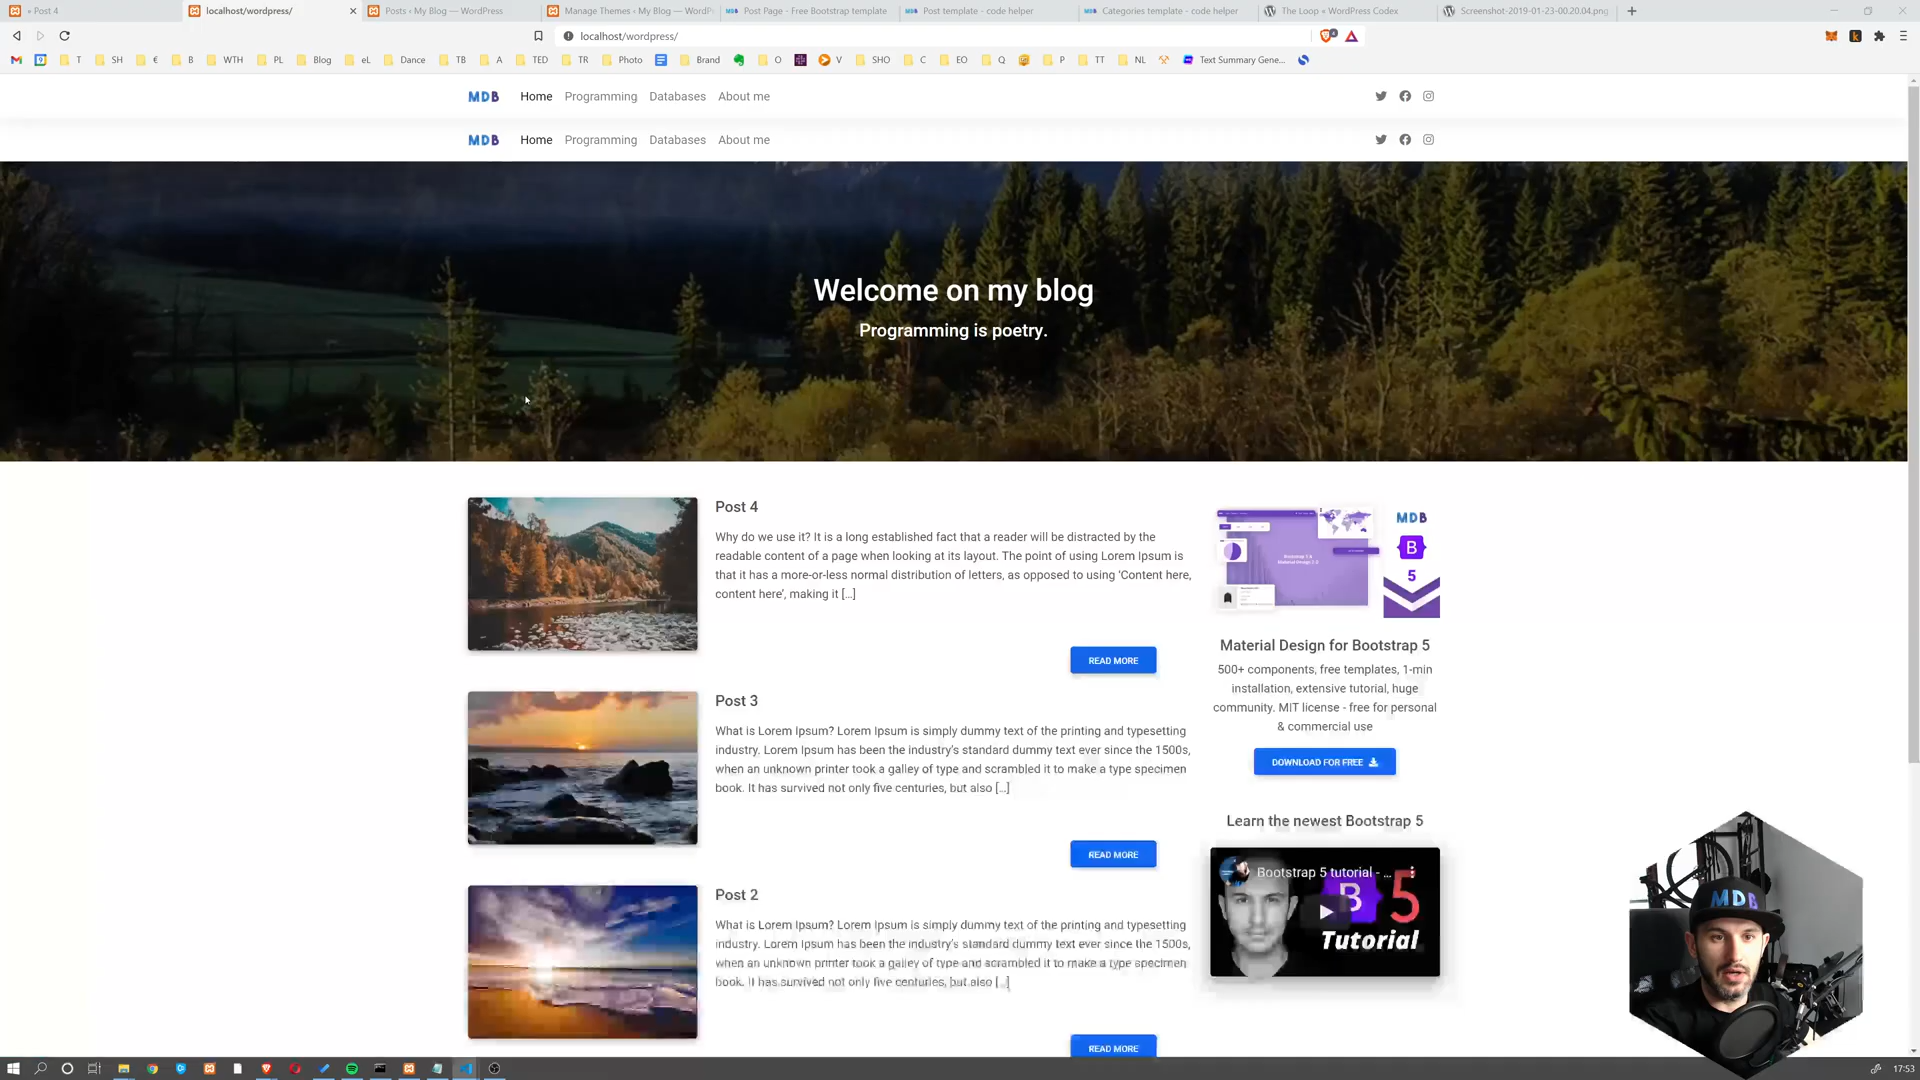 « Post 4
localhost/wordpress/
Posts ‹ My Blog — WordPress
Manage Themes ‹ My Blog — WordP
Post Page - Free Bootstrap template
Post template - code helper
Categories template - code helper
The Loop « WordPress Codex
Screenshot-2019-01-23-00.20.04.png
localhost/wordpress/
T SH € B WTH PL Blog eL Dance TB A TED TR Photo Brand O V SHO C EO Q P TT NL Text Summary Gene...
MDB Home Programming Databases About me
MDB Home Programming Databases About me
Welcome on my blog
Programming is poetry.
Post 4
Why do we use it? It is a long established fact that a reader will be distracted by the
readable content of a page when looking at its layout. The point of using Lorem Ipsum is
that it has a more-or-less normal distribution of letters, as opposed to using ‘Content here,
content here’, making it […]
READ MORE
Post 3
What is Lorem Ipsum? Lorem Ipsum is simply dummy text of the printing and typesetting
industry. Lorem Ipsum has been the industry’s standard dummy text ever since the 1500s,
when an unknown printer took a galley of type and scrambled it to make a type specimen
book. It has survived not only five centuries, but also […]
READ MORE
Post 2
What is Lorem Ipsum? Lorem Ipsum is simply dummy text of the printing and typesetting
industry. Lorem Ipsum has been the industry’s standard dummy text ever since the 1500s,
when an unknown printer took a galley of type and scrambled it to make a type specimen
book. It has survived not only five centuries, but also […]
READ MORE
MDB
B
5
Material Design for Bootstrap 5
500+ components, free templates, 1-min
installation, extensive tutorial, huge
community. MIT license - free for personal
& commercial use
DOWNLOAD FOR FREE
Learn the newest Bootstrap 5
Bootstrap 5 tutorial - ...
B 5
Tutorial
MDB
17:53